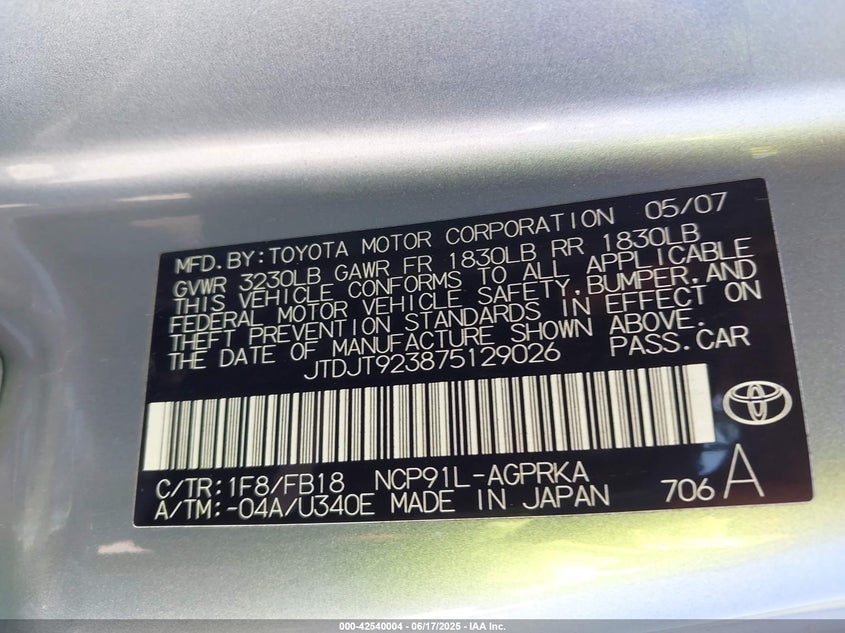 MFD.BY:TOYOTA MOTOR CORPORATION 05/07
GVWR 3230LB GAWR FR 1830LB RR 1830LB
THIS VEHICLE CONFORMS TO ALL APPLICABLE
FEDERAL MOTOR VEHICLE SAFETY,BUMPER,AND
THEFT PREVENTION STANDARDS IN EFFECT ON
THE DATE OF MANUFACTURE SHOWN ABOVE.
JTDJT923875129026 PASS.CAR
C/TR:1F8/FB18 NCP91L-AGPRKA
A/TM:-04A/U340E MADE IN JAPAN 706 A
000-42540004 - 06/17/2025 - IAA Inc.